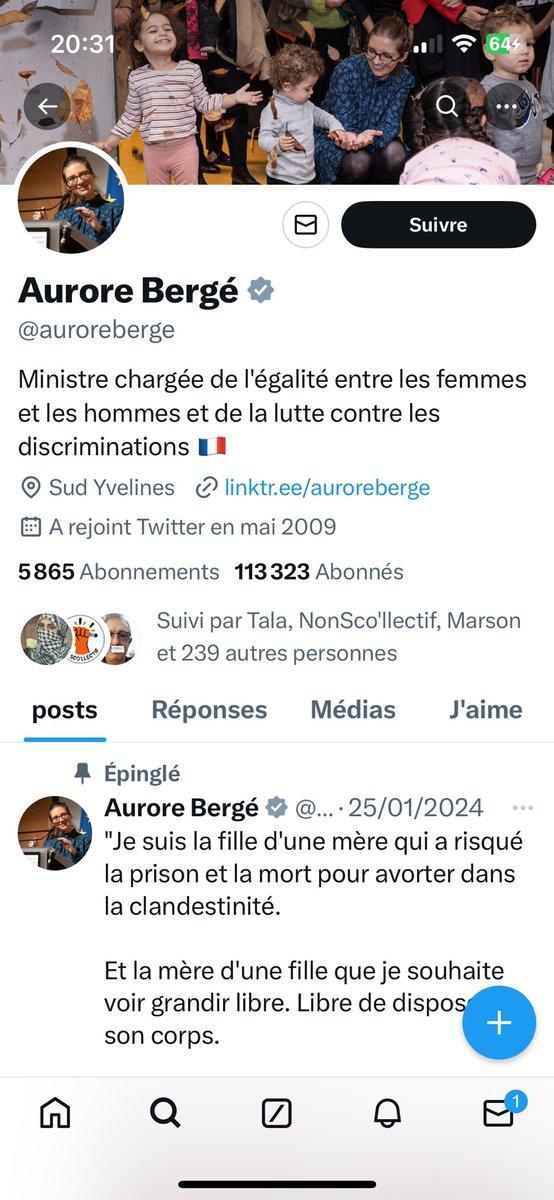 20:31
64
Suivre
Aurore Bergé
@auroreberge
Ministre chargée de l'égalité entre les femmes
et les hommes et de la lutte contre les
discriminations 🇫🇷
Sud Yvelines linktr.ee/auroreberge
A rejoint Twitter en mai 2009
5 865 Abonnements 113 323 Abonnés
Suivi par Tala, NonSco'llectif, Marson
et 239 autres personnes
posts Réponses Médias J'aime
Épinglé
Aurore Bergé @... · 25/01/2024
"Je suis la fille d'une mère qui a risqué
la prison et la mort pour avorter dans
la clandestinité.
Et la mère d'une fille que je souhaite
voir grandir libre. Libre de dispos
son corps.
1